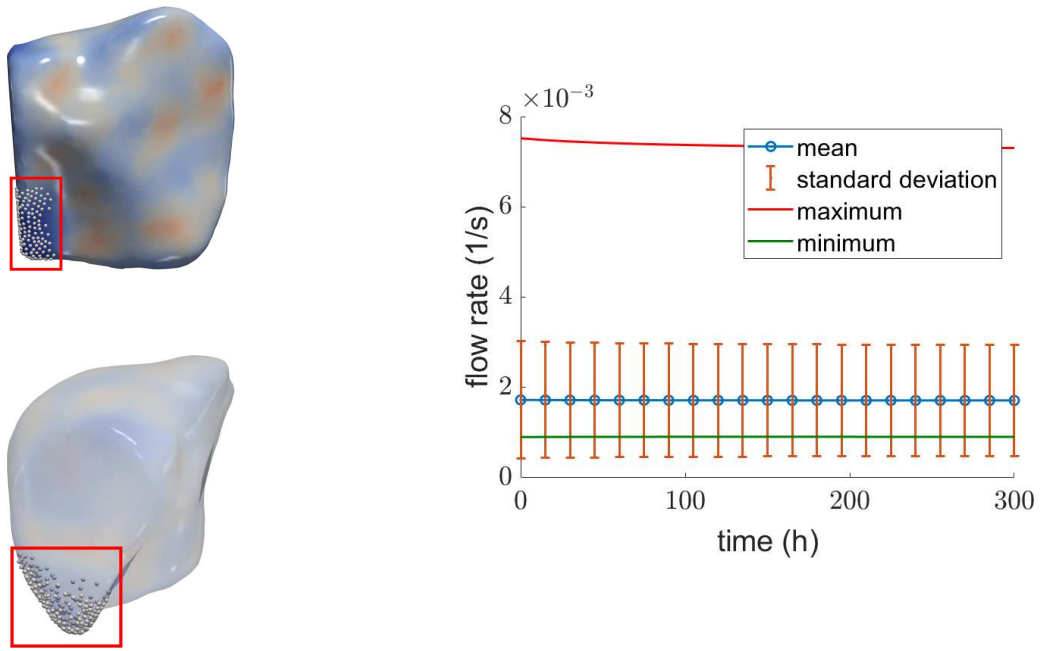 ×10⁻³
8
6
4
2
0
flow rate (1/s)
mean
standard deviation
maximum
minimum
0 100 200 300
time (h)